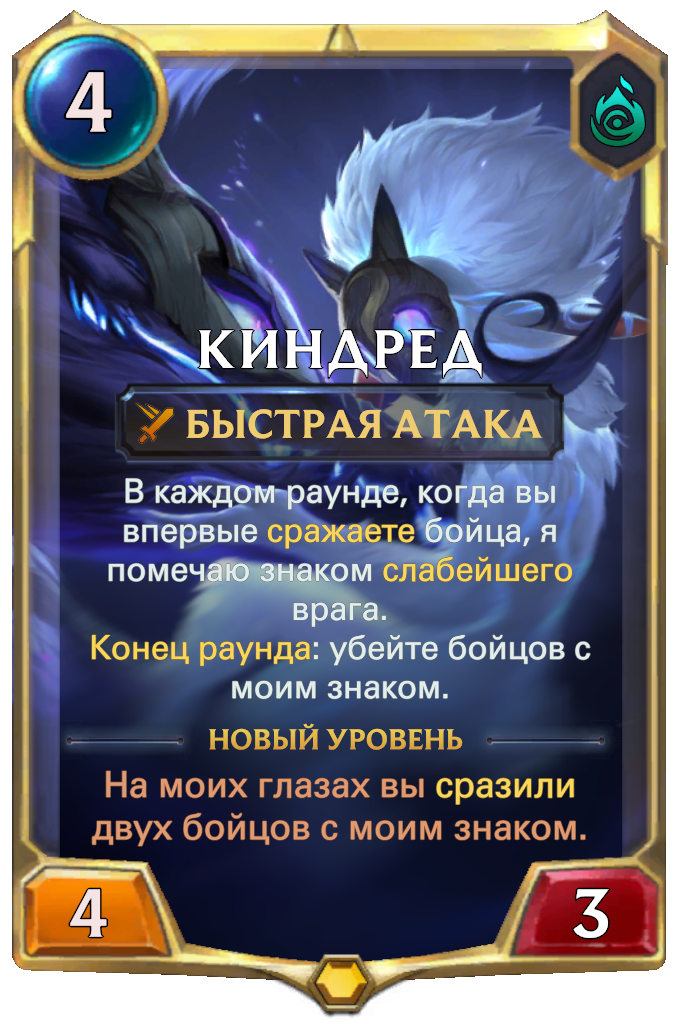 4
КИНДРЕД
БЫСТРАЯ АТАКА
В каждом раунде, когда вы
впервые сражаете бойца, я
помечаю знаком слабейшего
врага.
Конец раунда: убейте бойцов с
моим знаком.
НОВЫЙ УРОВЕНЬ
На моих глазах вы сразили
двух бойцов с моим знаком.
4
3